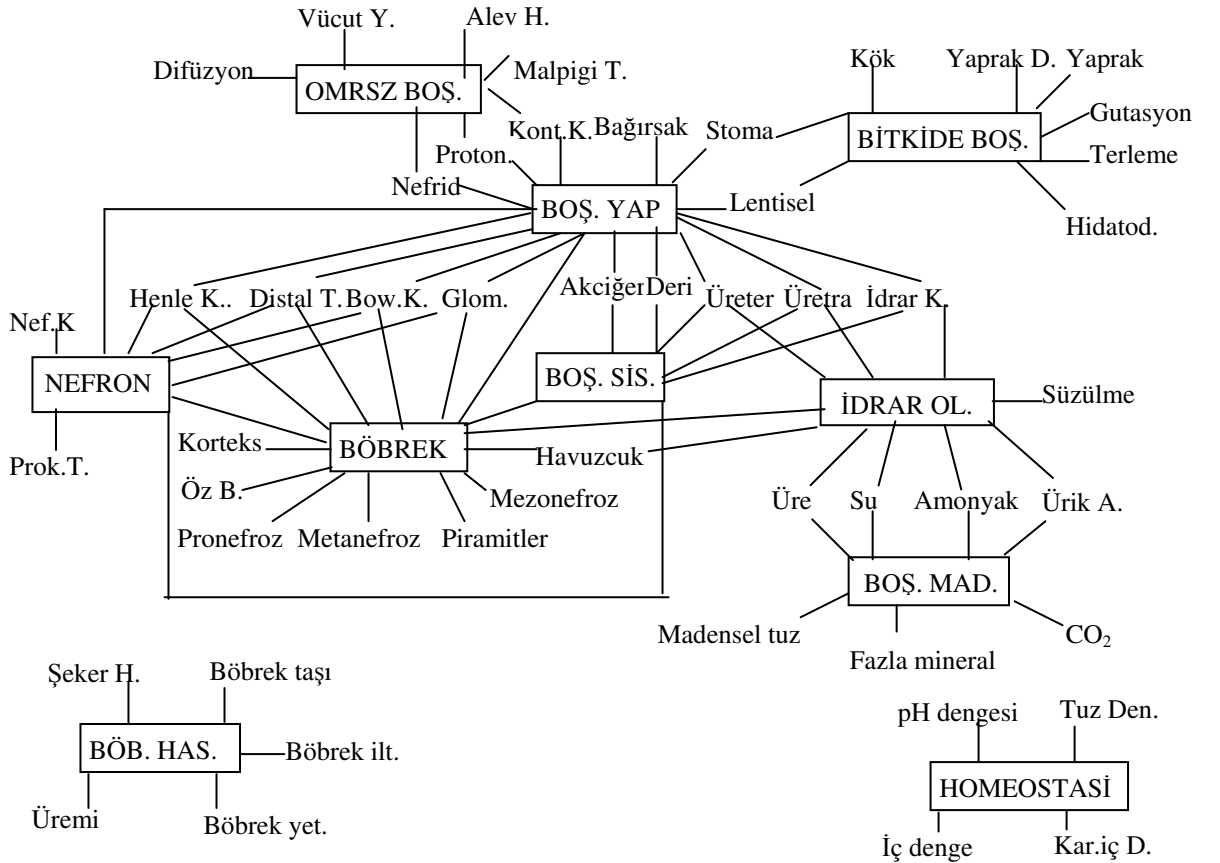 Vücut Y.
Alev H.
Difüzyon
OMRSZ BOŞ.
Malpigi T.
Kök
Yaprak D.
Yaprak
Gutasyon
BİTKİDE BOŞ.
Terleme
Hidatod.
Kont.K.
Bağırsak
Stoma
Proton.
Nefrid
BOŞ. YAP
Lentisel
Henle K..
Distal T.
Bow.K.
Glom.
Akciğer
Deri
Üreter
Üretra
İdrar K.
Nef.K
NEFRON
Prok.T.
BOŞ. SİS.
İDRAR OL.
Süzülme
Korteks
BÖBREK
Havuzcuk
Öz B.
Mezonefroz
Pronefroz
Metanefroz
Piramitler
Üre
Su
Amonyak
Ürik A.
BOŞ. MAD.
Madensel tuz
Fazla mineral
CO₂
Şeker H.
Böbrek taşı
BÖB. HAS.
Böbrek ilt.
Üremi
Böbrek yet.
pH dengesi
Tuz Den.
HOMEOSTASİ
İç denge
Kar.iç D.